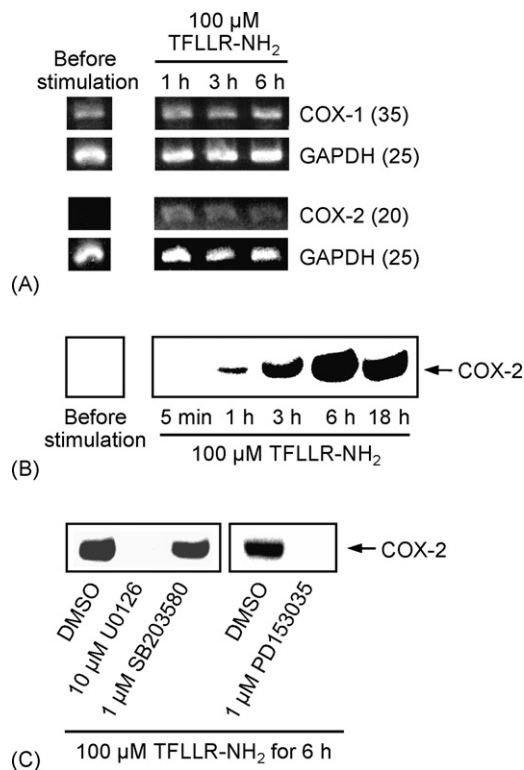 100 µM
TFLLR-NH₂
Before
stimulation
1 h 3 h 6 h
COX-1 (35)
GAPDH (25)
COX-2 (20)
GAPDH (25)
(A)
COX-2
Before
stimulation
5 min 1 h 3 h 6 h 18 h
100 µM TFLLR-NH₂
(B)
COX-2
DMSO
10 µM U0126
1 µM SB203580
DMSO
1 µM PD153035
100 µM TFLLR-NH₂ for 6 h
(C)